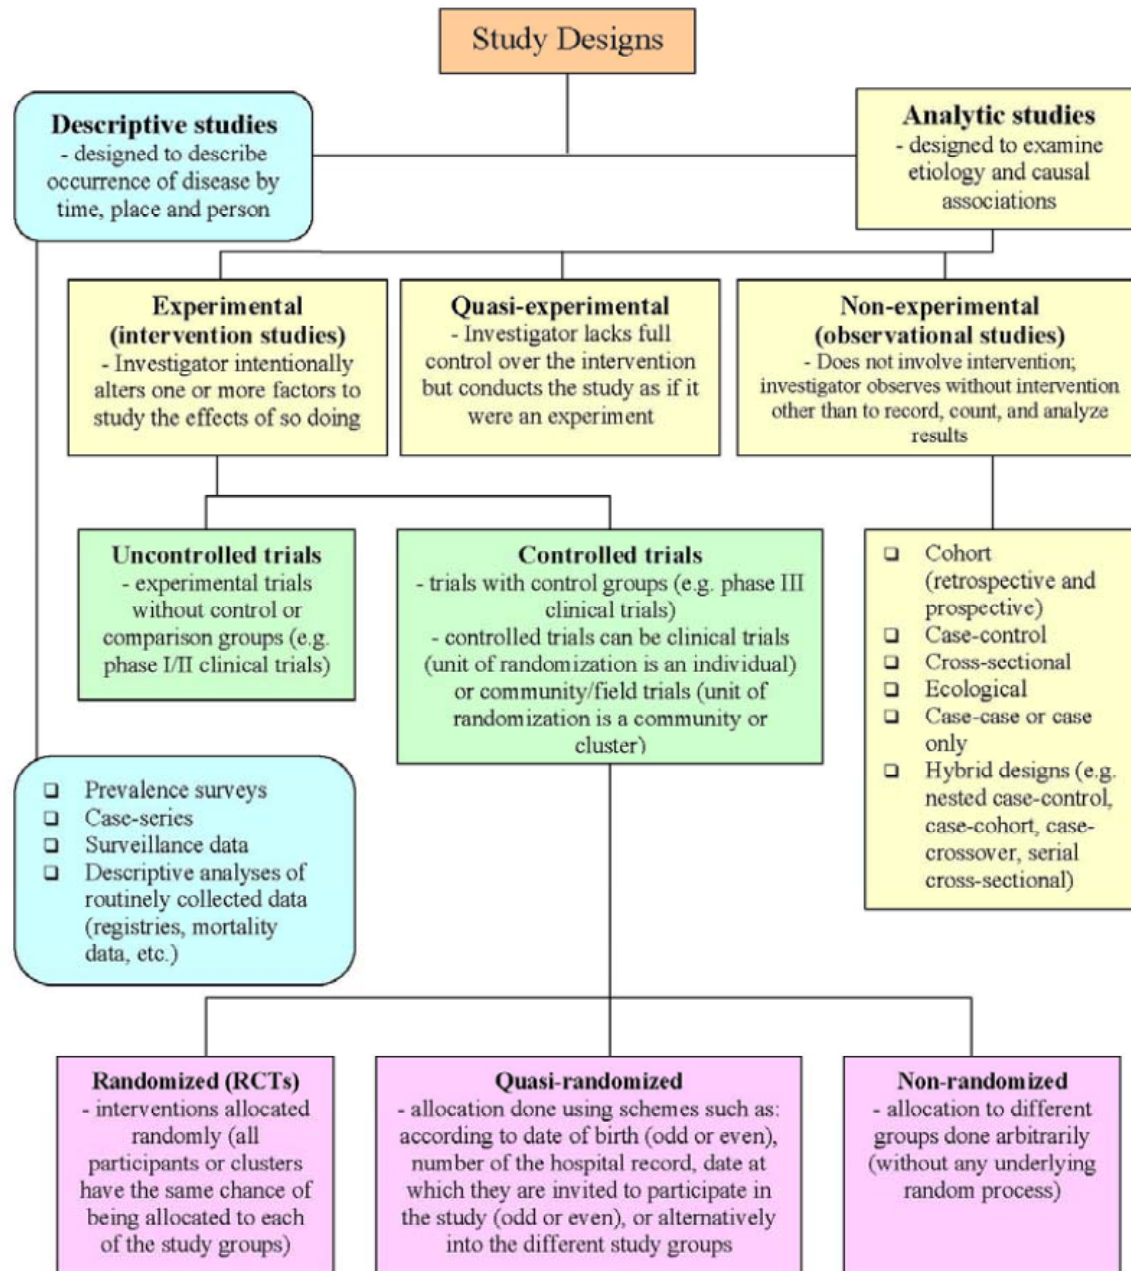 Study Designs
Descriptive studies
- designed to describe
occurrence of disease by
time, place and person
Analytic studies
- designed to examine
etiology and causal
associations
Experimental
(intervention studies)
- Investigator intentionally
alters one or more factors to
study the effects of so doing
Quasi-experimental
- Investigator lacks full
control over the intervention
but conducts the study as if it
were an experiment
Non-experimental
(observational studies)
- Does not involve intervention;
investigator observes without intervention
other than to record, count, and analyze
results
Uncontrolled trials
- experimental trials
without control or
comparison groups (e.g.
phase I/II clinical trials)
Controlled trials
- trials with control groups (e.g. phase III
clinical trials)
- controlled trials can be clinical trials
(unit of randomization is an individual)
or community/field trials (unit of
randomization is a community or
cluster)
❑ Cohort
(retrospective and
prospective)
❑ Case-control
❑ Cross-sectional
❑ Ecological
❑ Case-case or case
only
❑ Hybrid designs (e.g.
nested case-control,
case-cohort, case-
crossover, serial
cross-sectional)
❑ Prevalence surveys
❑ Case-series
❑ Surveillance data
❑ Descriptive analyses of
routinely collected data
(registries, mortality
data, etc.)
Randomized (RCTs)
- interventions allocated
randomly (all
participants or clusters
have the same chance of
being allocated to each
of the study groups)
Quasi-randomized
- allocation done using schemes such as:
according to date of birth (odd or even),
number of the hospital record, date at
which they are invited to participate in
the study (odd or even), or alternatively
into the different study groups
Non-randomized
- allocation to different
groups done arbitrarily
(without any underlying
random process)